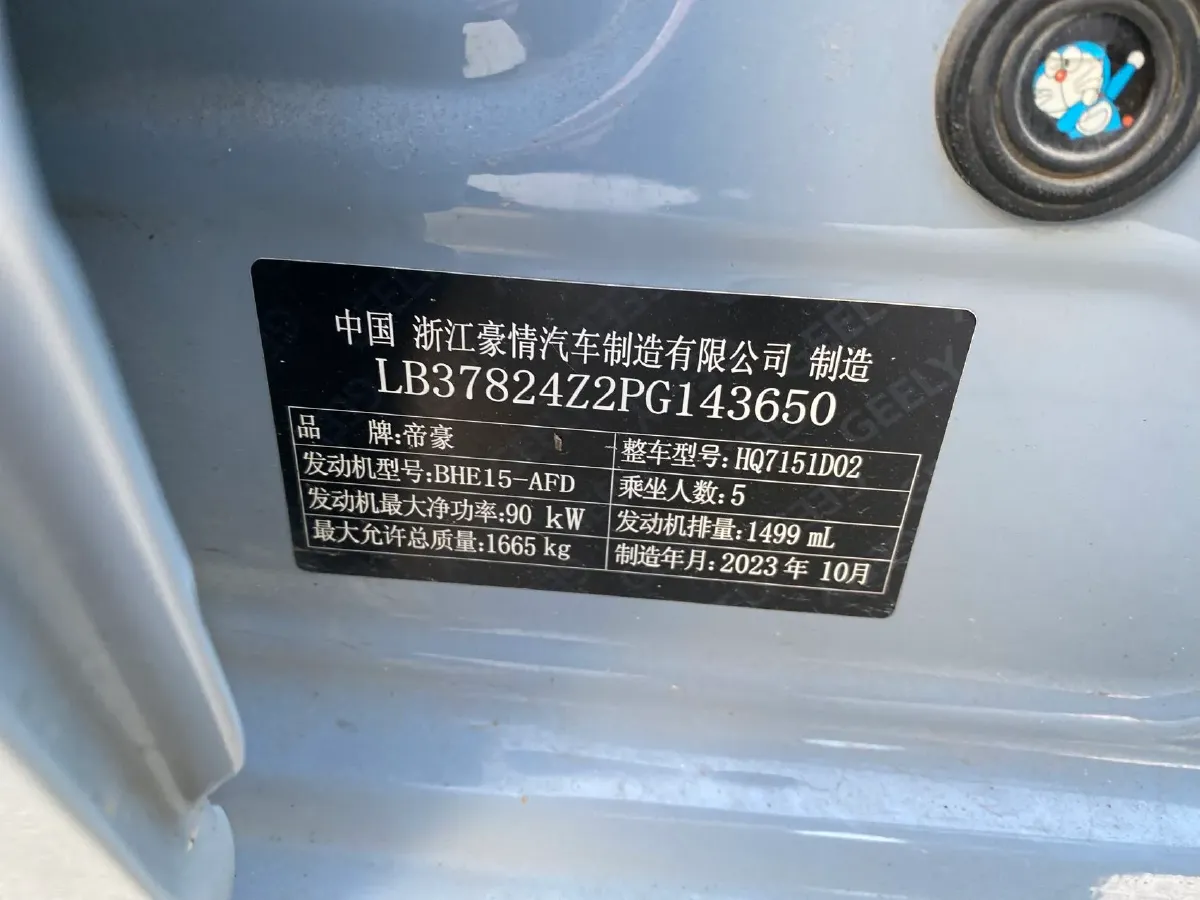 中国 浙江豪情汽车制造有限公司 制造
LB37824Z2PG143650
品 牌:帝豪 整车型号:HQ7151D02
发动机型号:BHE15-AFD 乘坐人数:5
发动机最大净功率:90 kW 发动机排量:1499 mL
最大允许总质量:1665 kg 制造年月:2023 年 10月
GEELY
GEELY